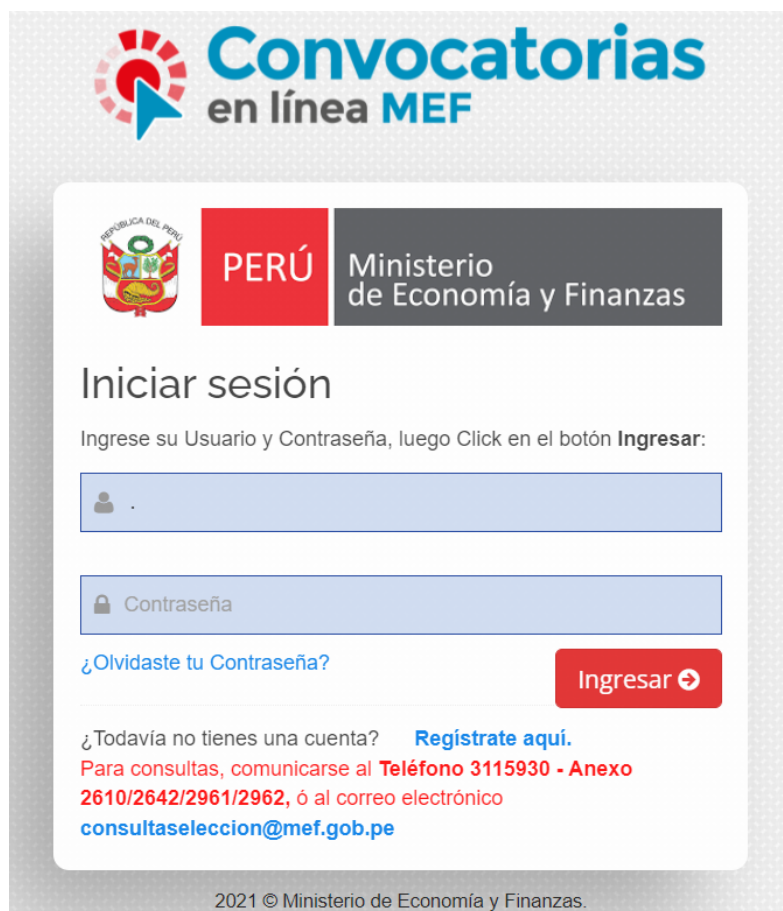 Convocatorias
en línea MEF
REPÚBLICA DEL PERÚ
PERÚ
Ministerio
de Economía y Finanzas
Iniciar sesión
Ingrese su Usuario y Contraseña, luego Click en el botón Ingresar:
.
Contraseña
¿Olvidaste tu Contraseña?
Ingresar
¿Todavía no tienes una cuenta? Regístrate aquí.
Para consultas, comunicarse al Teléfono 3115930 - Anexo
2610/2642/2961/2962, ó al correo electrónico
consultaseleccion@mef.gob.pe
2021 © Ministerio de Economía y Finanzas.